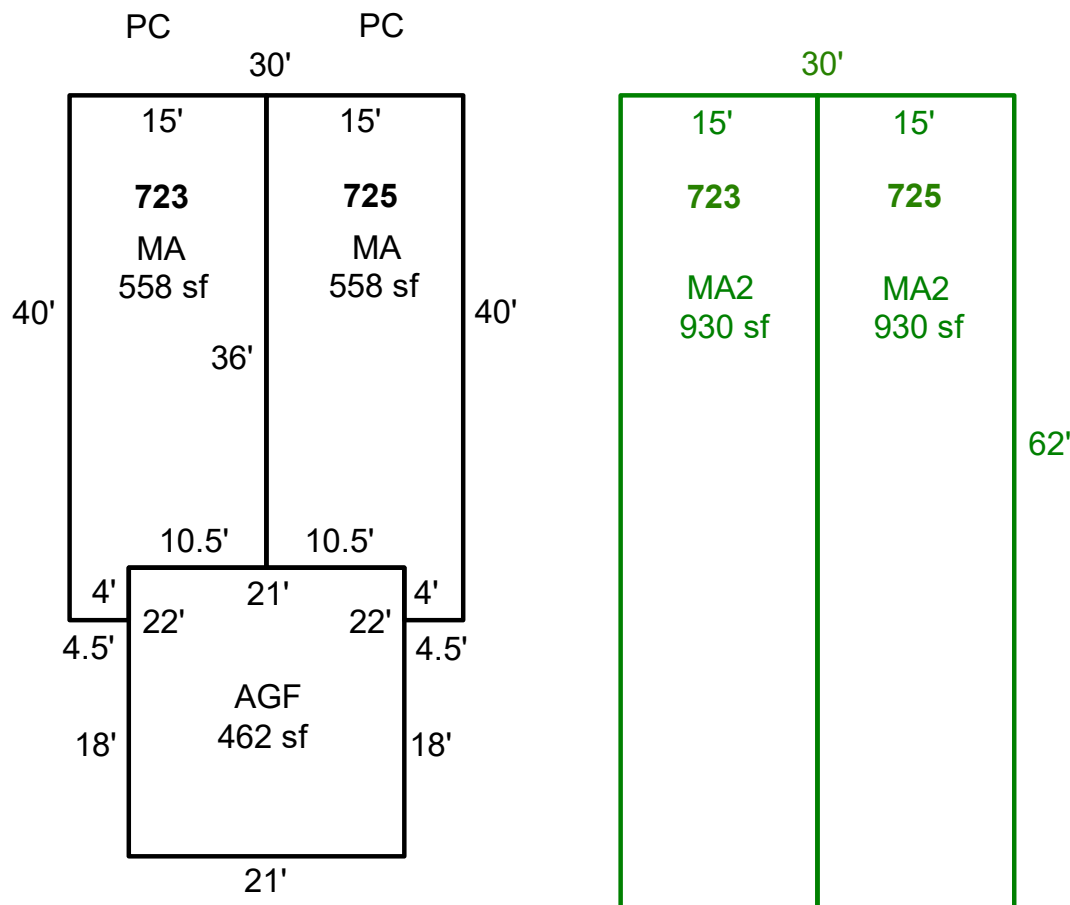 PC PC
30'
15' 15'
723 725
MA MA
558 sf 558 sf
40' 40'
36'
10.5' 10.5'
4' 21' 4'
22' 22'
4.5' 4.5'
AGF
462 sf
18' 18'
21'
30'
15' 15'
723 725
MA2 MA2
930 sf 930 sf
62'